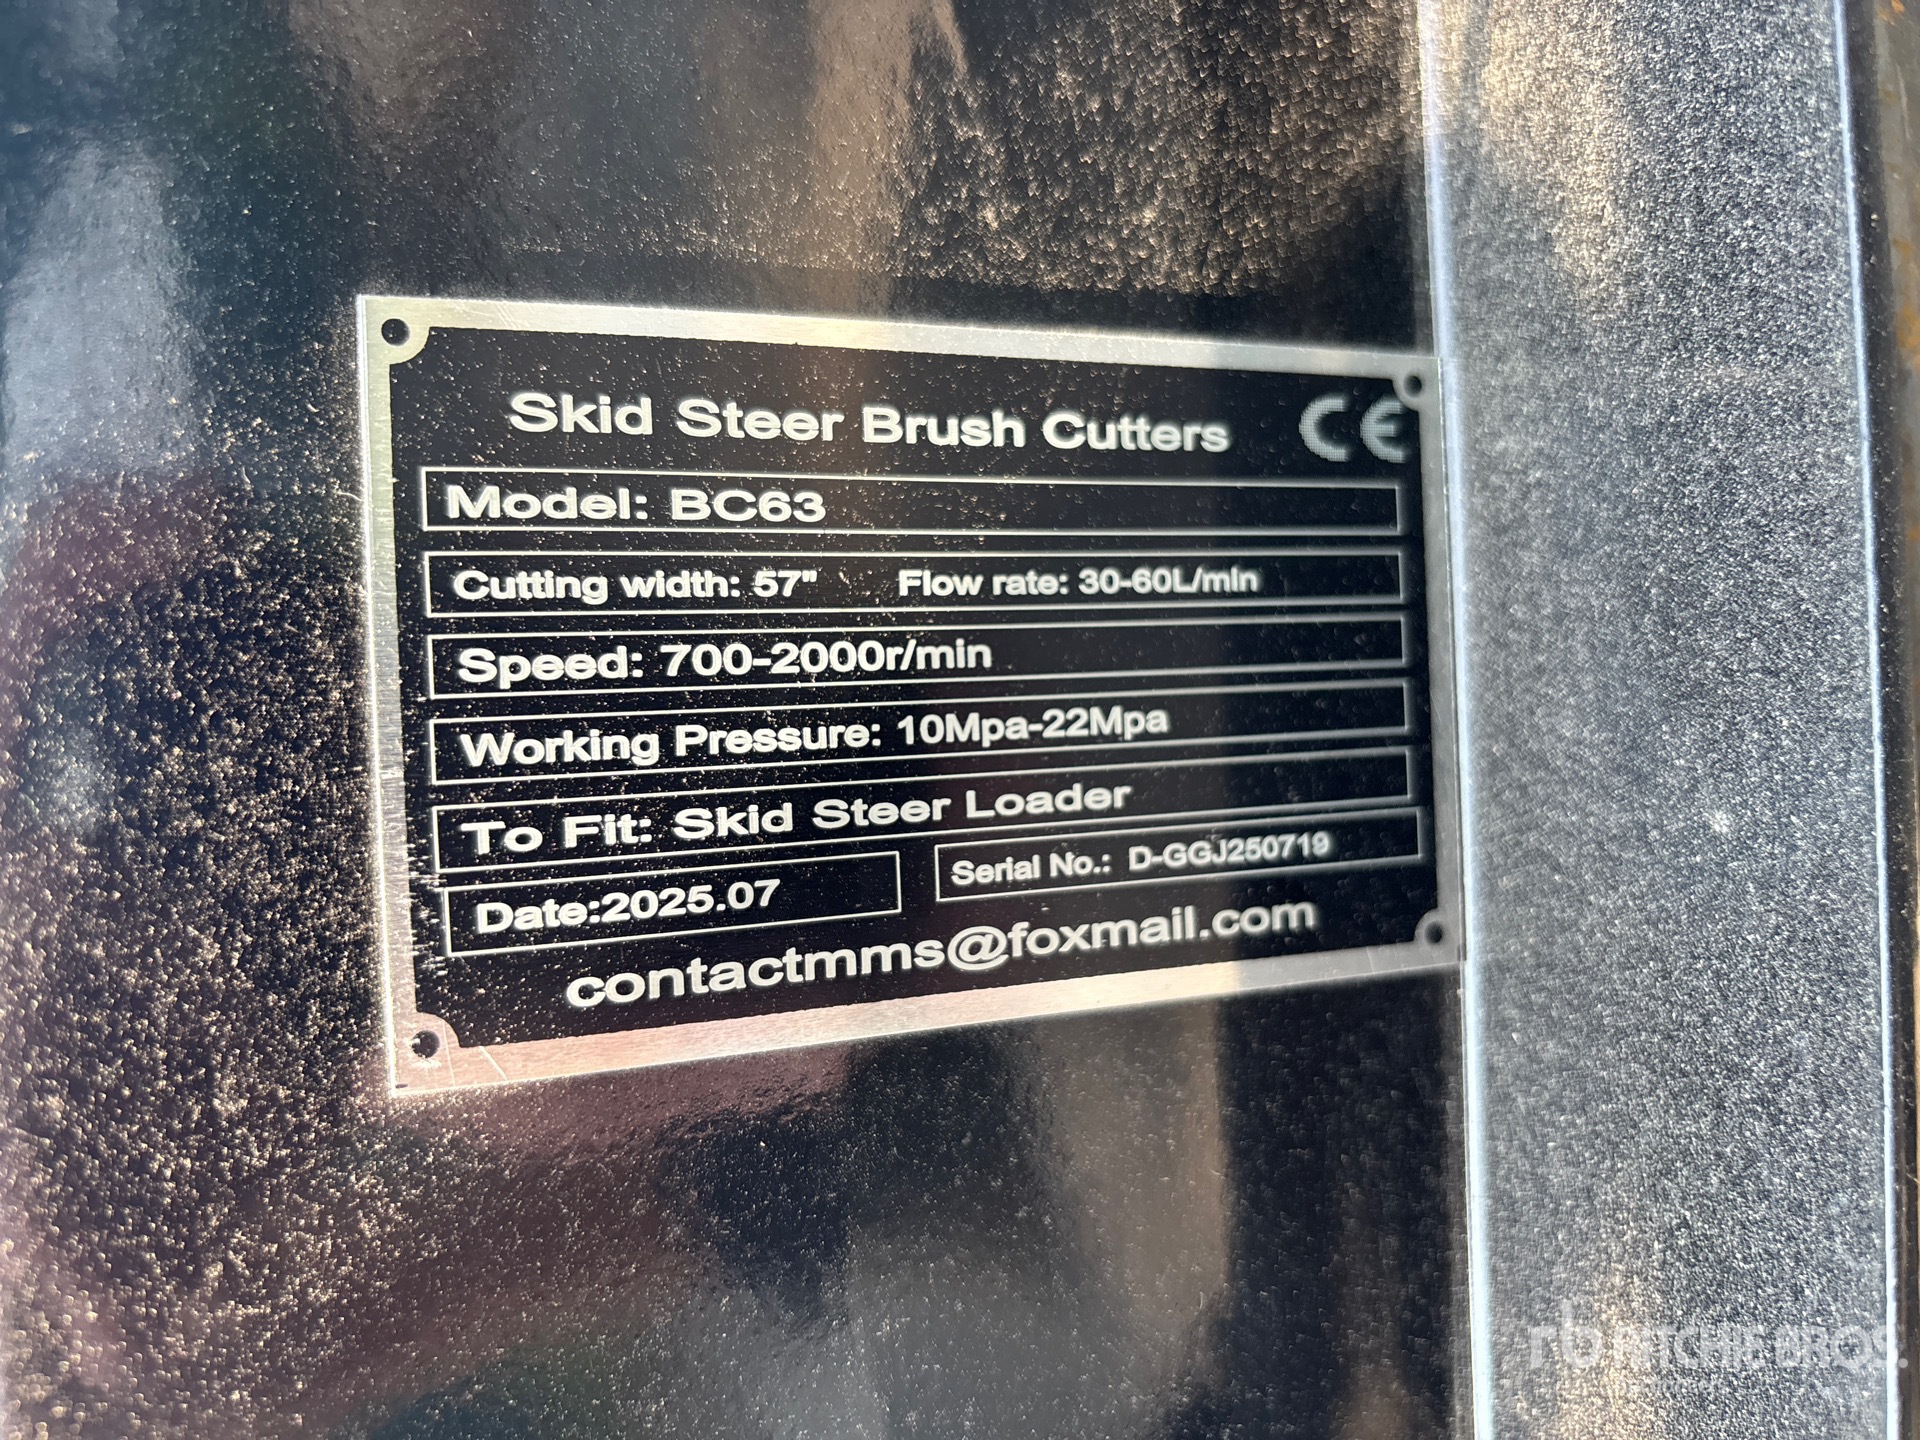 Skid Steer Brush Cutters CE
Model: BC63
Cutting width: 57" Flow rate: 30-60L/min
Speed: 700-2000r/min
Working Pressure: 10Mpa-22Mpa
To Fit: Skid Steer Loader
Date:2025.07 Serial No.: D-GGJ250719
contactmms@foxmail.com
rb RITCHIE BROS.